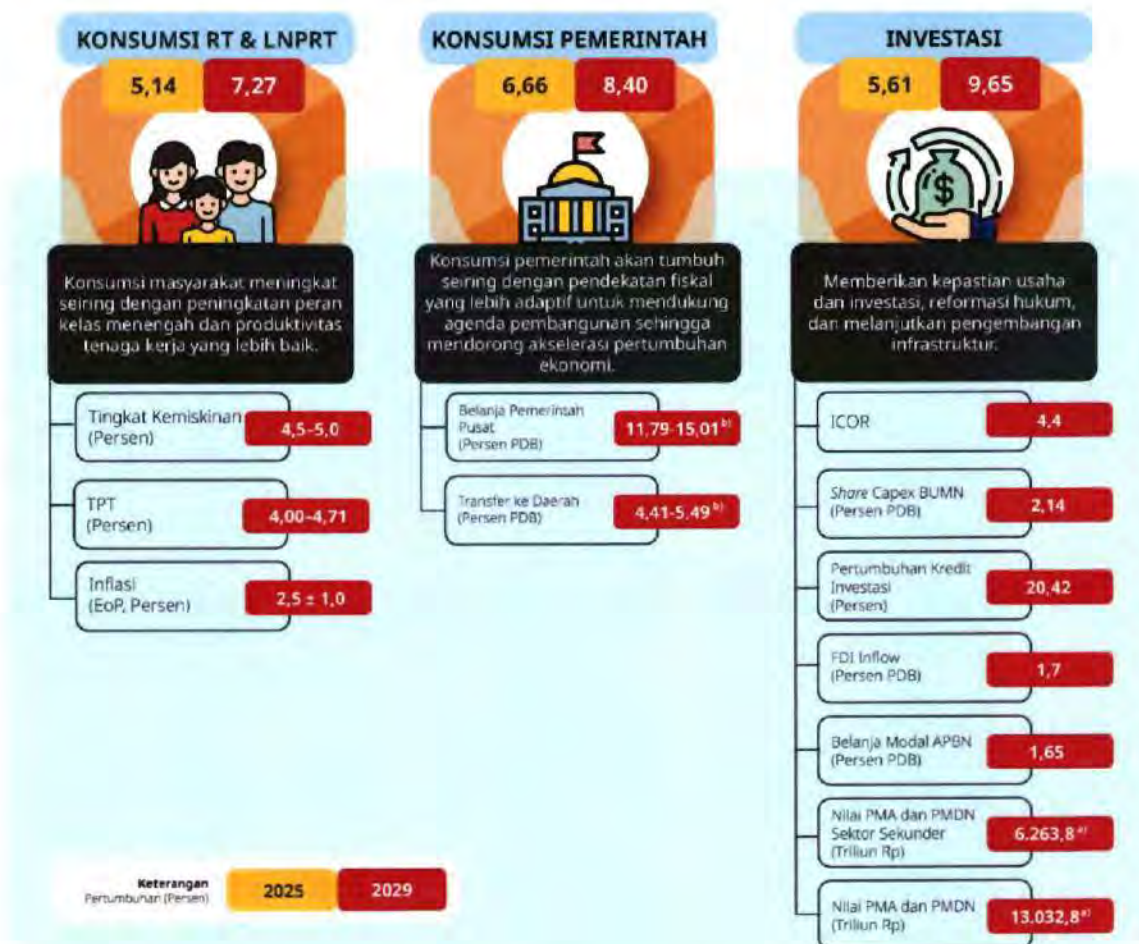 KONSUMSI RT & LNPRT
5,14
7,27
Konsumsi masyarakat meningkat
seiring dengan peningkatan peran
kelas menengah dan produktivitas
tenaga kerja yang lebih baik.
Tingkat Kemiskinan
(Persen)
4,5–5,0
TPT
(Persen)
4,00–4,71
Inflasi
(EoP, Persen)
2,5 ± 1,0
KONSUMSI PEMERINTAH
6,66
8,40
Konsumsi pemerintah akan tumbuh
seiring dengan pendekatan fiskal
yang lebih adaptif untuk mendukung
agenda pembangunan sehingga
mendorong akselerasi pertumbuhan
ekonomi.
Belanja Pemerintah
Pusat
(Persen PDB)
11,79-15,01 b)
Transfer ke Daerah
(Persen PDB)
4,41-5,49 b)
INVESTASI
5,61
9,65
$
Memberikan kepastian usaha
dan investasi, reformasi hukum,
dan melanjutkan pengembangan
infrastruktur.
ICOR
4,4
Share Capex BUMN
(Persen PDB)
2,14
Pertumbuhan Kredit
Investasi
(Persen)
20,42
FDI Inflow
(Persen PDB)
1,7
Belanja Modal APBN
(Persen PDB)
1,65
Nilai PMA dan PMDN
Sektor Sekunder
(Triliun Rp)
6.263,8 a)
Nilai PMA dan PMDN
(Triliun Rp)
13.032,8 a)
Keterangan
Pertumbuhan (Persen)
2025
2029